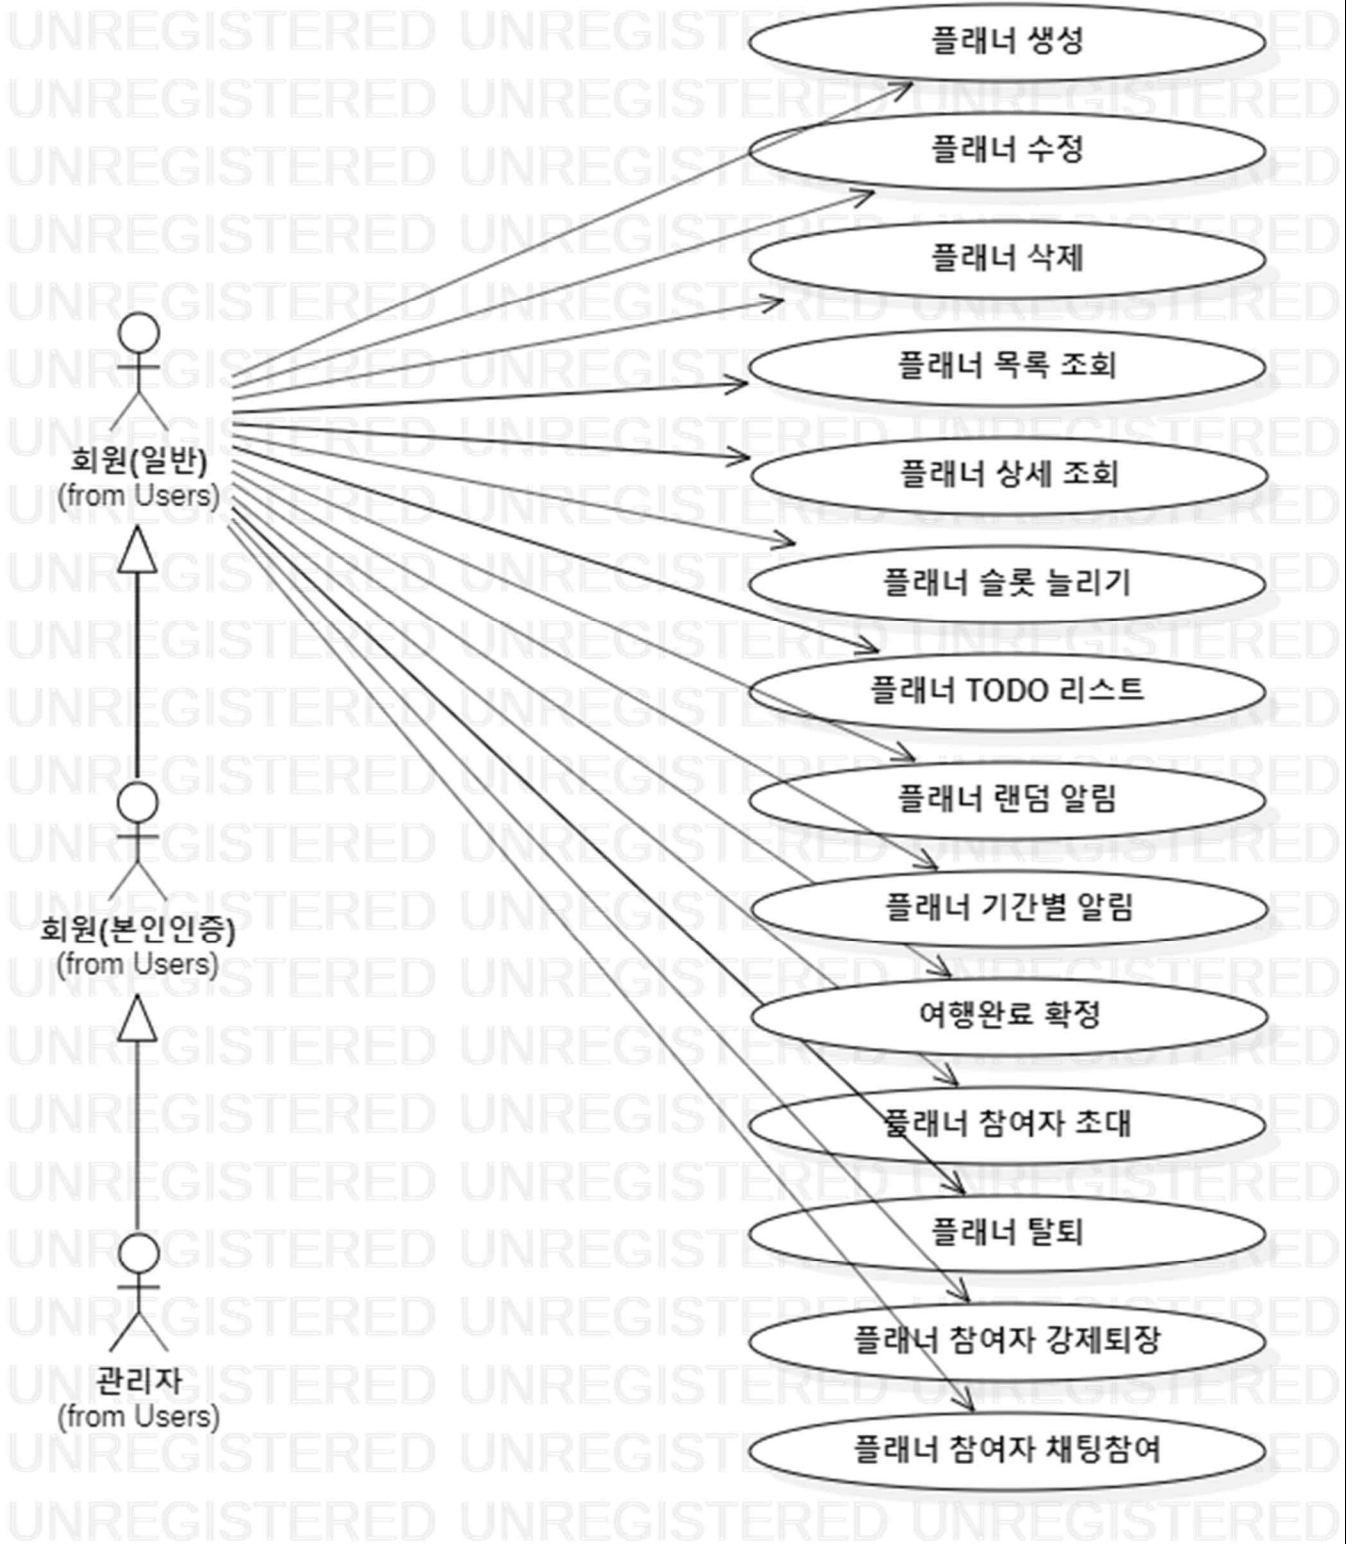 플래너 생성
플래너 수정
플래너 삭제
플래너 목록 조회
플래너 상세 조회
플래너 슬롯 늘리기
플래너 TODO 리스트
플래너 랜덤 알림
플래너 기간별 알림
여행완료 확정
플래너 참여자 초대
플래너 탈퇴
플래너 참여자 강제퇴장
플래너 참여자 채팅참여
회원(일반)
(from Users)
회원(본인인증)
(from Users)
관리자
(from Users)
UNREGISTERED